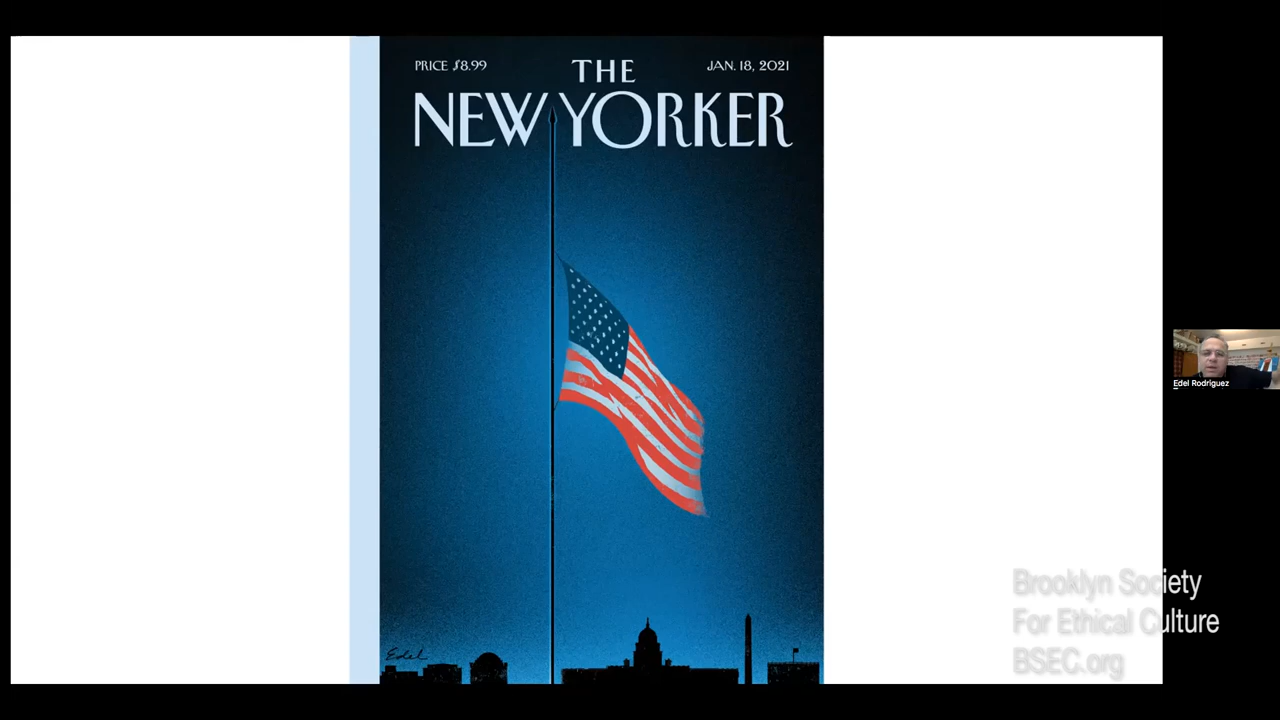 PRICE $8.99
THE
JAN. 18, 2021
NEW YORKER
Edel
Edel Rodriguez
Brooklyn Society
For Ethical Culture
BSEC.org